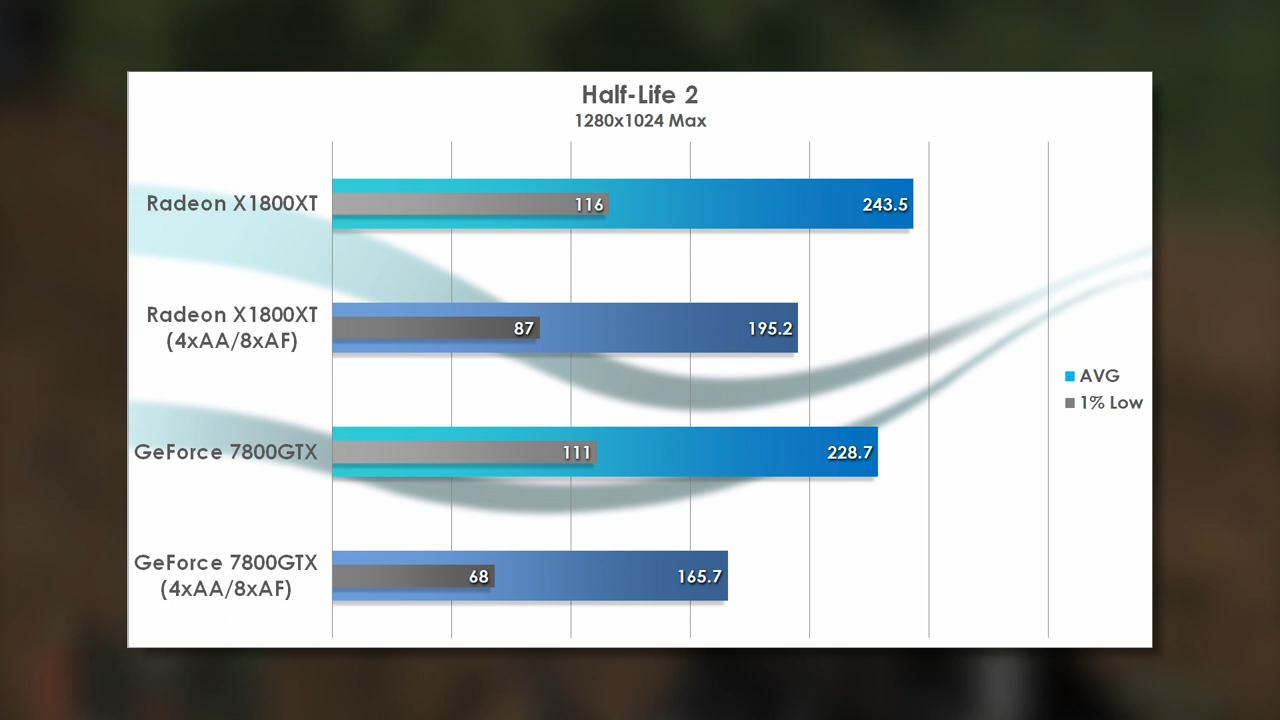 Half-Life 2
1280x1024 Max
Radeon X1800XT
116
243.5
Radeon X1800XT
(4xAA/8xAF)
87
195.2
GeForce 7800GTX
111
228.7
GeForce 7800GTX
(4xAA/8xAF)
68
165.7
AVG
1% Low